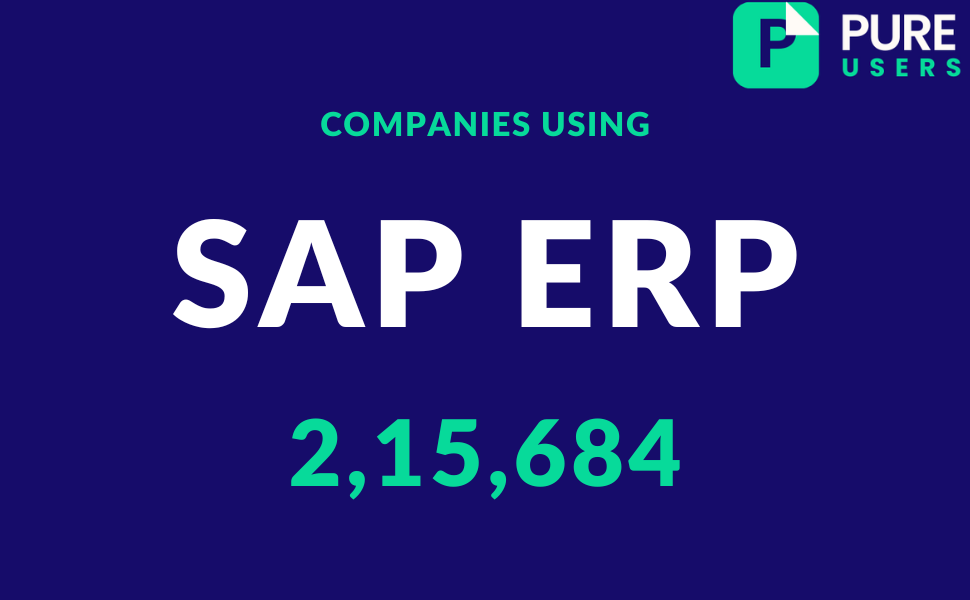 P PURE
USERS
COMPANIES USING
SAP ERP
2,15,684